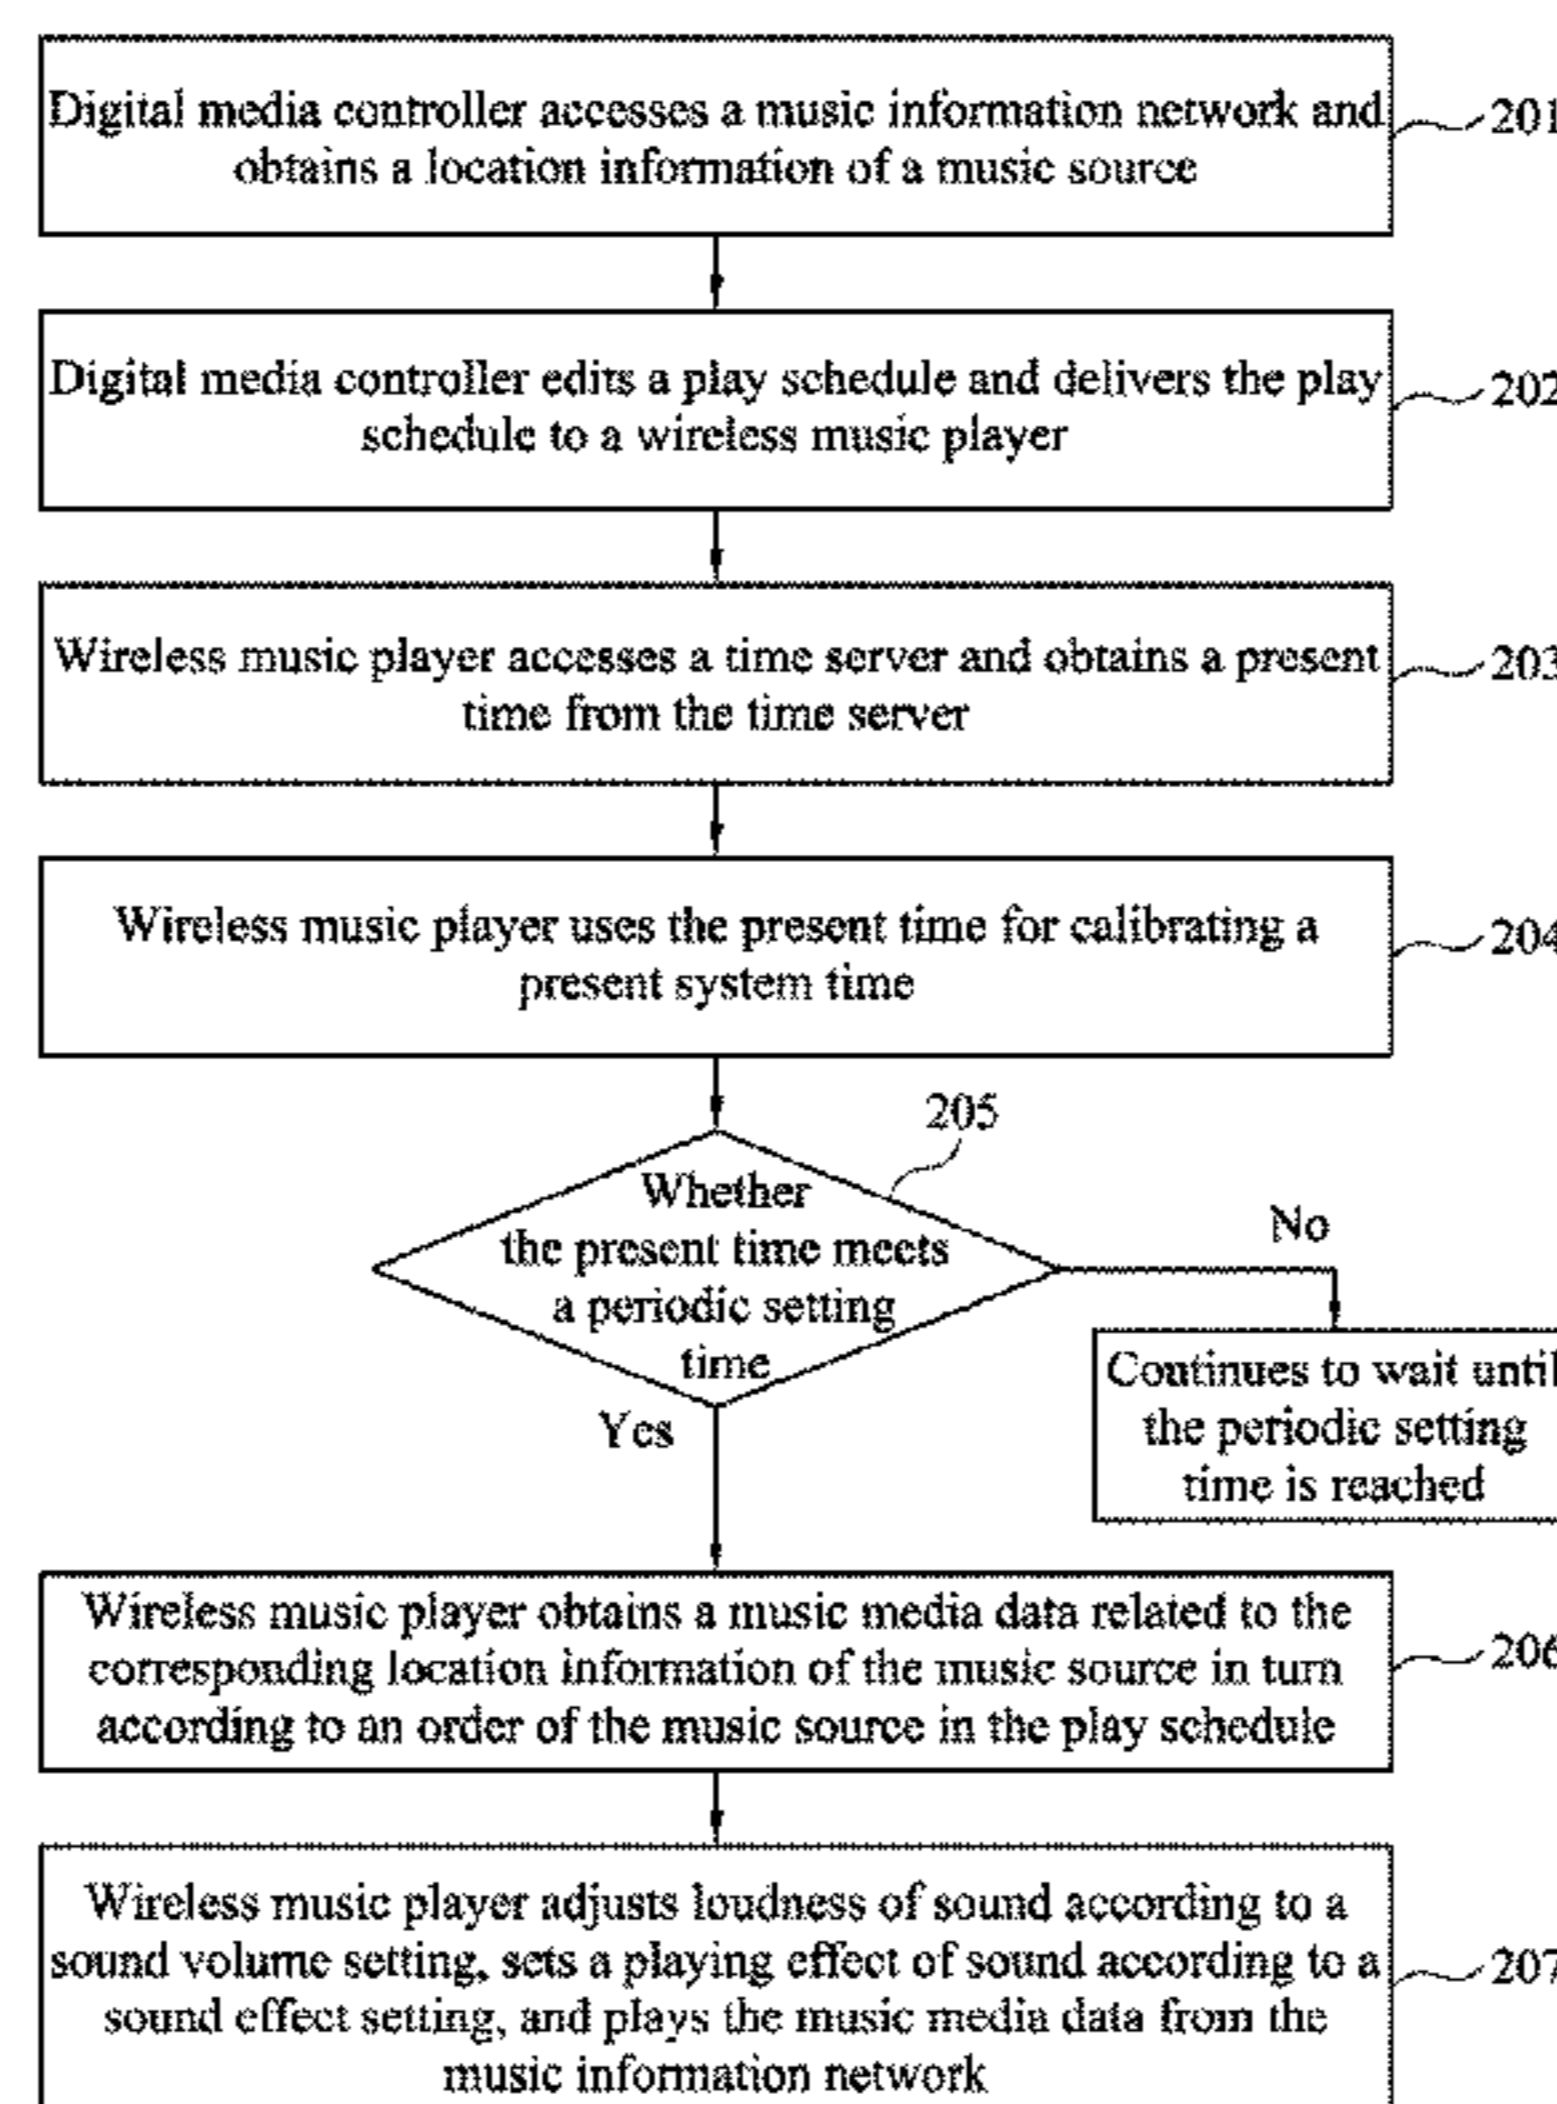 Digital media controller accesses a music information network and
obtains a location information of a music source
201
Digital media controller edits a play schedule and delivers the play
schedule to a wireless music player
202
Wireless music player accesses a time server and obtains a present
time from the time server
203
Wireless music player uses the present time for calibrating a
present system time
204
205
Whether
the present time meets
a periodic setting
time
No
Yes
Continues to wait until
the periodic setting
time is reached
Wireless music player obtains a music media data related to the
corresponding location information of the music source in turn
according to an order of the music source in the play schedule
206
Wireless music player adjusts loudness of sound according to a
sound volume setting, sets a playing effect of sound according to a
sound effect setting, and plays the music media data from the
music information network
207